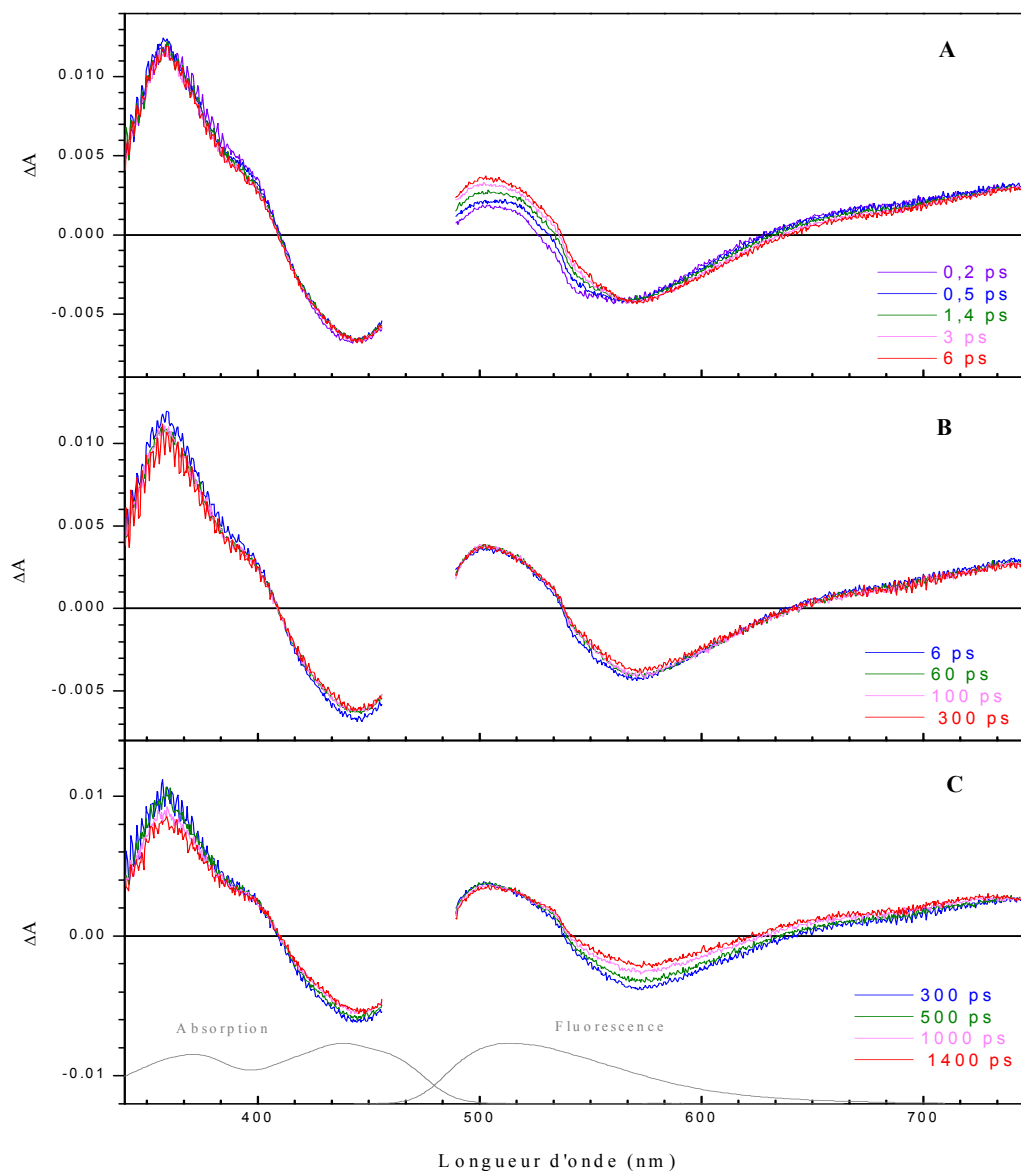 A
0.010
0.005
0.000
-0.005
ΔA
0,2 ps
0,5 ps
1,4 ps
3 ps
6 ps
B
0.010
0.005
0.000
-0.005
ΔA
6 ps
60 ps
100 ps
300 ps
C
0.01
0.00
-0.01
ΔA
300 ps
500 ps
1000 ps
1400 ps
Absorption
Fluorescence
400 500 600 700
Longueur d'onde (nm)